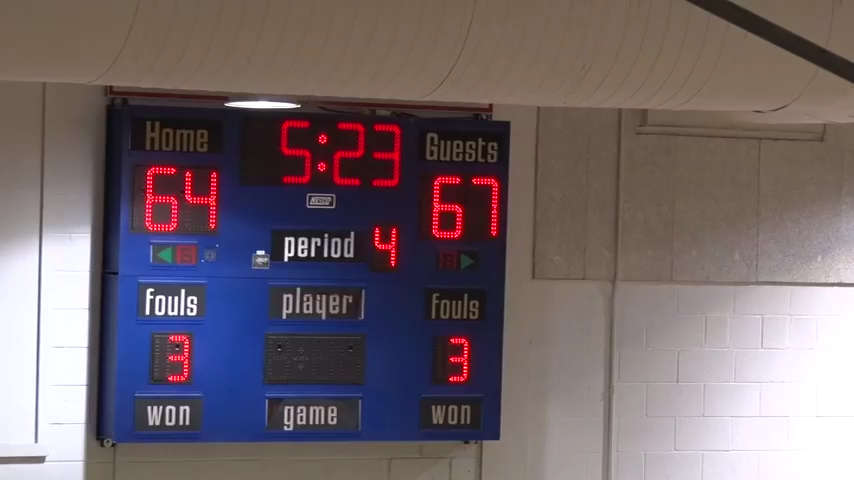 Home 5:23 Guests
64 67
period 4
fouls player fouls
3 3
won game won